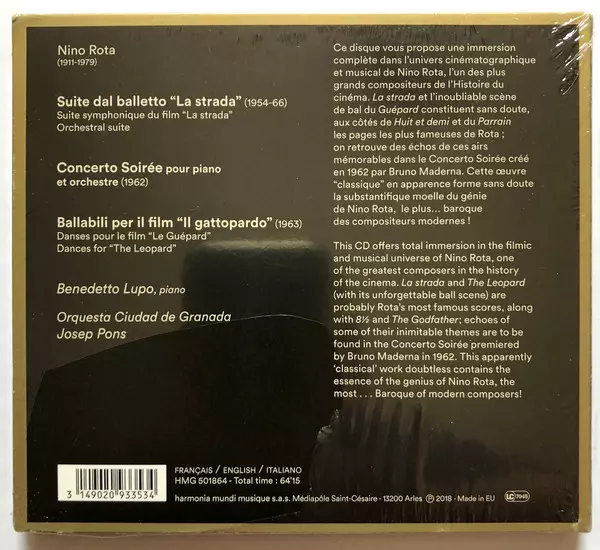 Nino Rota
(1911-1979)
Suite dal balletto “La strada” (1954-66)
Suite symphonique du film “La strada”
Orchestral suite
Concerto Soirée pour piano
et orchestre (1962)
Ballabili per il film “Il gattopardo” (1963)
Danses pour le film “Le Guépard”
Dances for “The Leopard”
Benedetto Lupo, piano
Orquesta Ciudad de Granada
Josep Pons
Ce disque vous propose une immersion
complète dans l’univers cinématographique
et musical de Nino Rota, l’un des plus
grands compositeurs de l’Histoire du
cinéma. La strada et l’inoubliable scène
de bal du Guépard constituent sans doute,
aux côtés de Huit et demi et du Parrain
les pages les plus fameuses de Rota ;
on retrouve des échos de ces airs
mémorables dans le Concerto Soirée créé
en 1962 par Bruno Maderna. Cette œuvre
“classique” en apparence forme sans doute
la substantifique moelle du génie
de Nino Rota, le plus... baroque
des compositeurs modernes !
This CD offers total immersion in the filmic
and musical universe of Nino Rota, one
of the greatest composers in the history
of the cinema. La strada and The Leopard
(with its unforgettable ball scene) are
probably Rota’s most famous scores, along
with 8½ and The Godfather; echoes of
some of their inimitable themes are to be
found in the Concerto Soirée premiered
by Bruno Maderna in 1962. This apparently
‘classical’ work doubtless contains the
essence of the genius of Nino Rota, the
most . . . Baroque of modern composers!
3 149020 933534
FRANÇAIS / ENGLISH / ITALIANO
HMG 501864 - Total time : 64’15
harmonia mundi musique s.a.s. Médiapôle Saint-Césaire - 13200 Arles ℗ 2018 - Made in EU
LC 7045